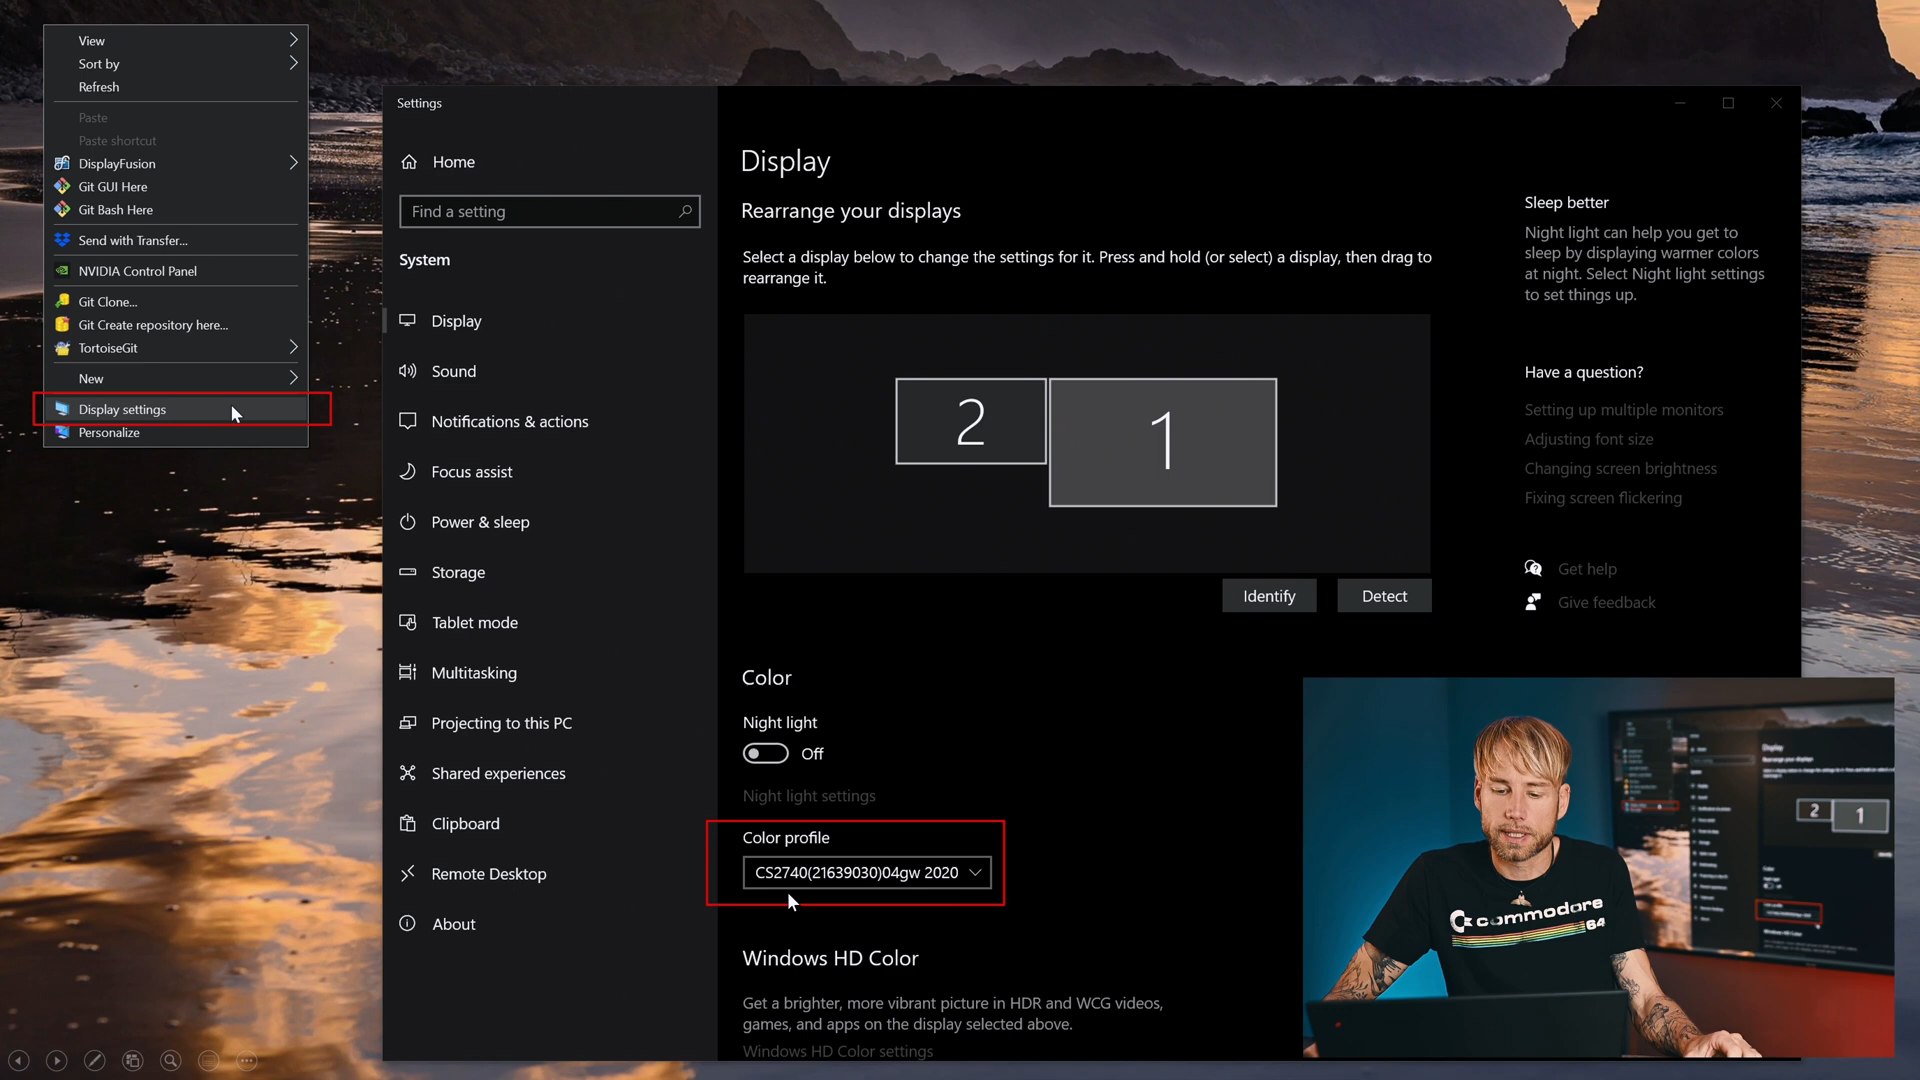 View
Sort by
Refresh
Paste
Paste shortcut
DisplayFusion
Git GUI Here
Git Bash Here
Send with Transfer...
NVIDIA Control Panel
Git Clone...
Git Create repository here...
TortoiseGit
New
Display settings
Personalize
Settings
Home
Find a setting
System
Display
Sound
Notifications & actions
Focus assist
Power & sleep
Storage
Tablet mode
Multitasking
Projecting to this PC
Shared experiences
Clipboard
Remote Desktop
About
Display
Rearrange your displays
Select a display below to change the settings for it. Press and hold (or select) a display, then drag to
rearrange it.
2
1
Identify
Detect
Color
Night light
Off
Night light settings
Color profile
CS2740(21639030)04gw 2020
Windows HD Color
Get a brighter, more vibrant picture in HDR and WCG videos,
games, and apps on the display selected above.
Windows HD Color settings
Sleep better
Night light can help you get to
sleep by displaying warmer colors
at night. Select Night light settings
to set things up.
Have a question?
Setting up multiple monitors
Adjusting font size
Changing screen brightness
Fixing screen flickering
Get help
Give feedback
Display
2
1
commodore
64